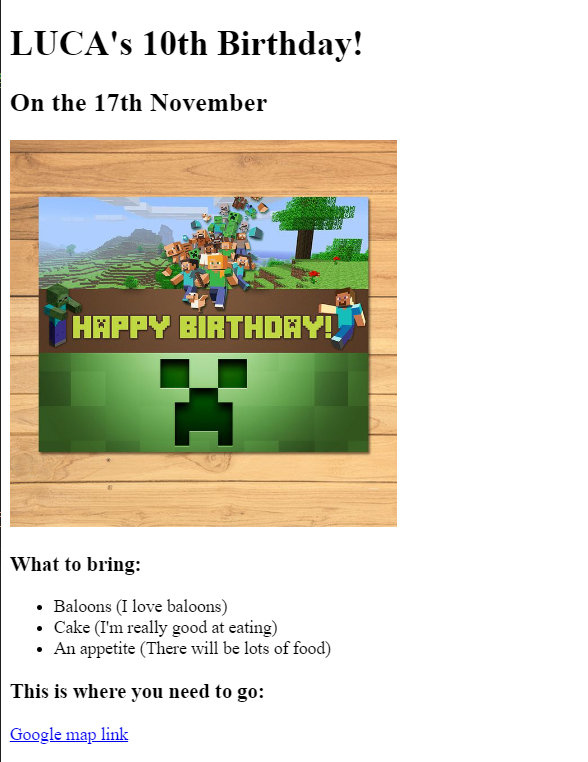 LUCA's 10th Birthday!
On the 17th November
HAPPY BIRTHDAY!
What to bring:
Baloons (I love baloons)
Cake (I'm really good at eating)
An appetite (There will be lots of food)
This is where you need to go:
Google map link